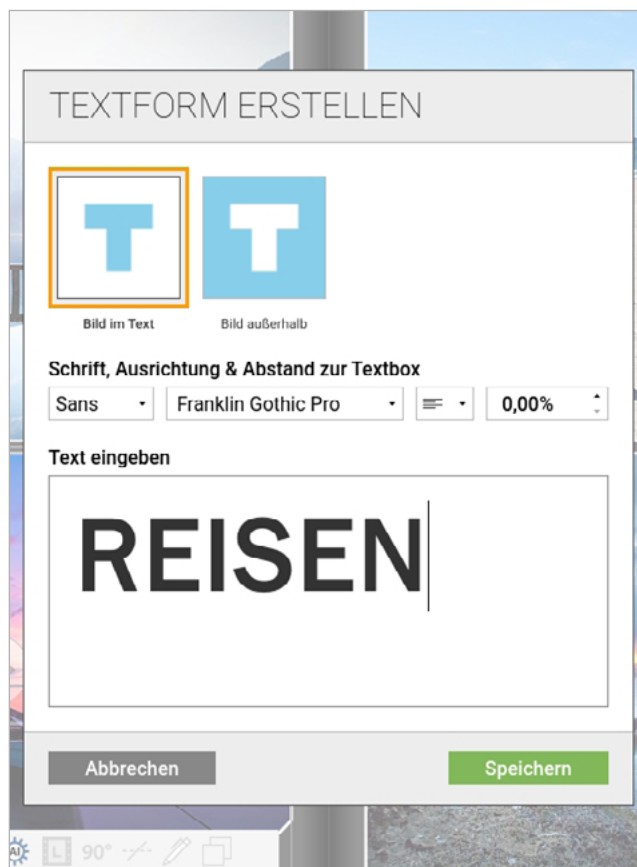 TEXTFORM ERSTELLEN
T T
Bild im Text Bild außerhalb
Schrift, Ausrichtung & Abstand zur Textbox
Sans Franklin Gothic Pro 0,00%
Text eingeben
REISEN
Abbrechen Speichern
AI L 90°